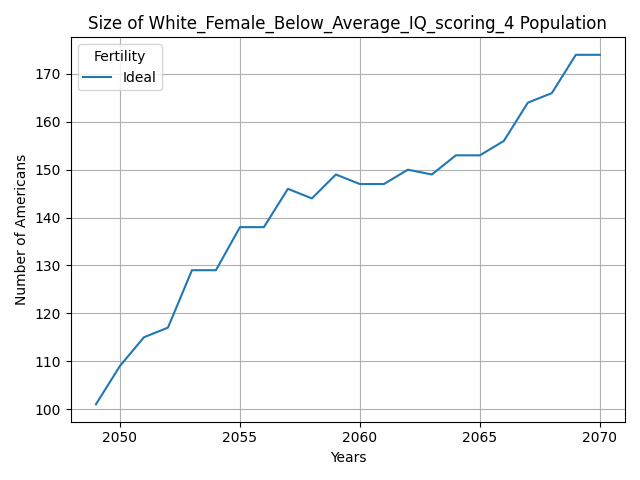 Size of White_Female_Below_Average_IQ_scoring_4 Population
Fertility
Ideal
Number of Americans
170
160
150
140
130
120
110
100
2050 2055 2060 2065 2070
Years